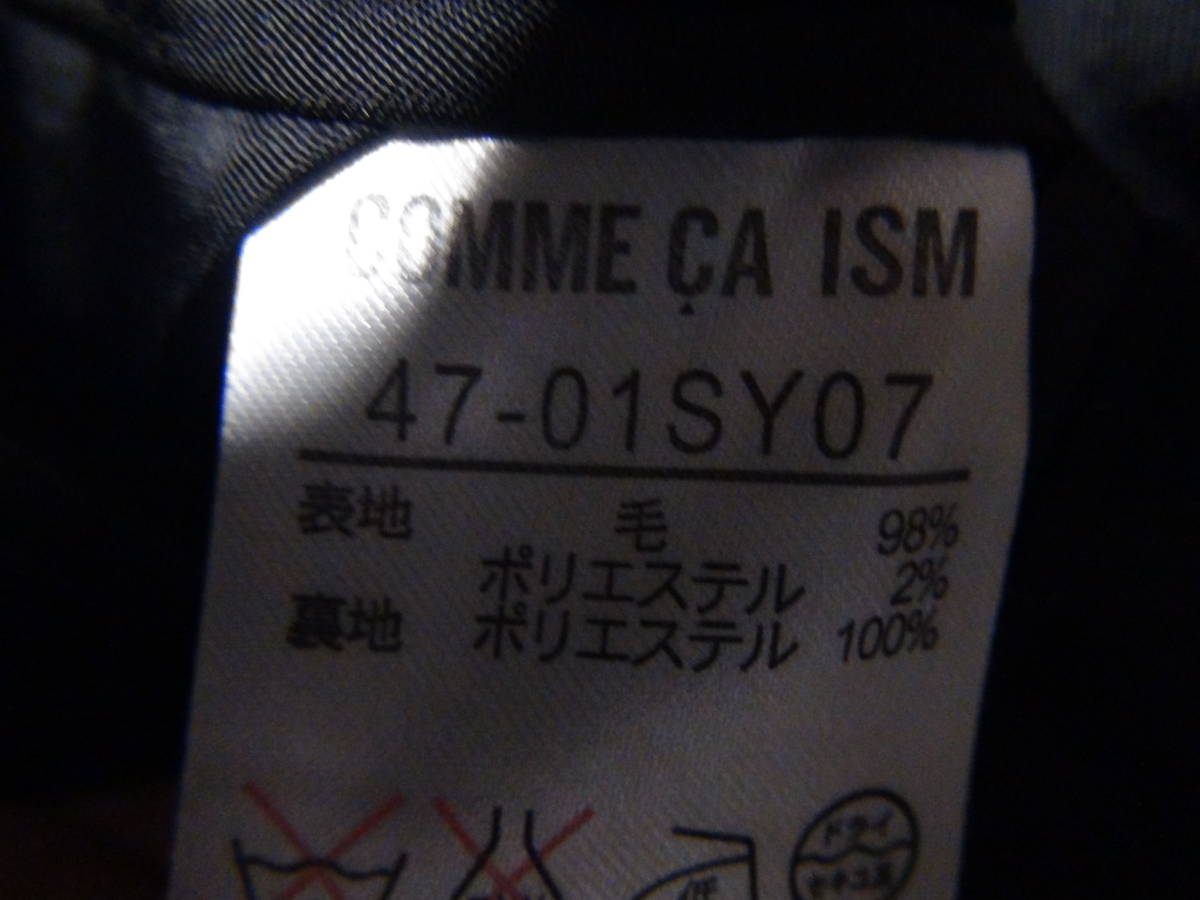 COMME ÇA ISM
47-01SY07
表地 毛 98%
ポリエステル 2%
裏地 ポリエステル 100%
ドライ